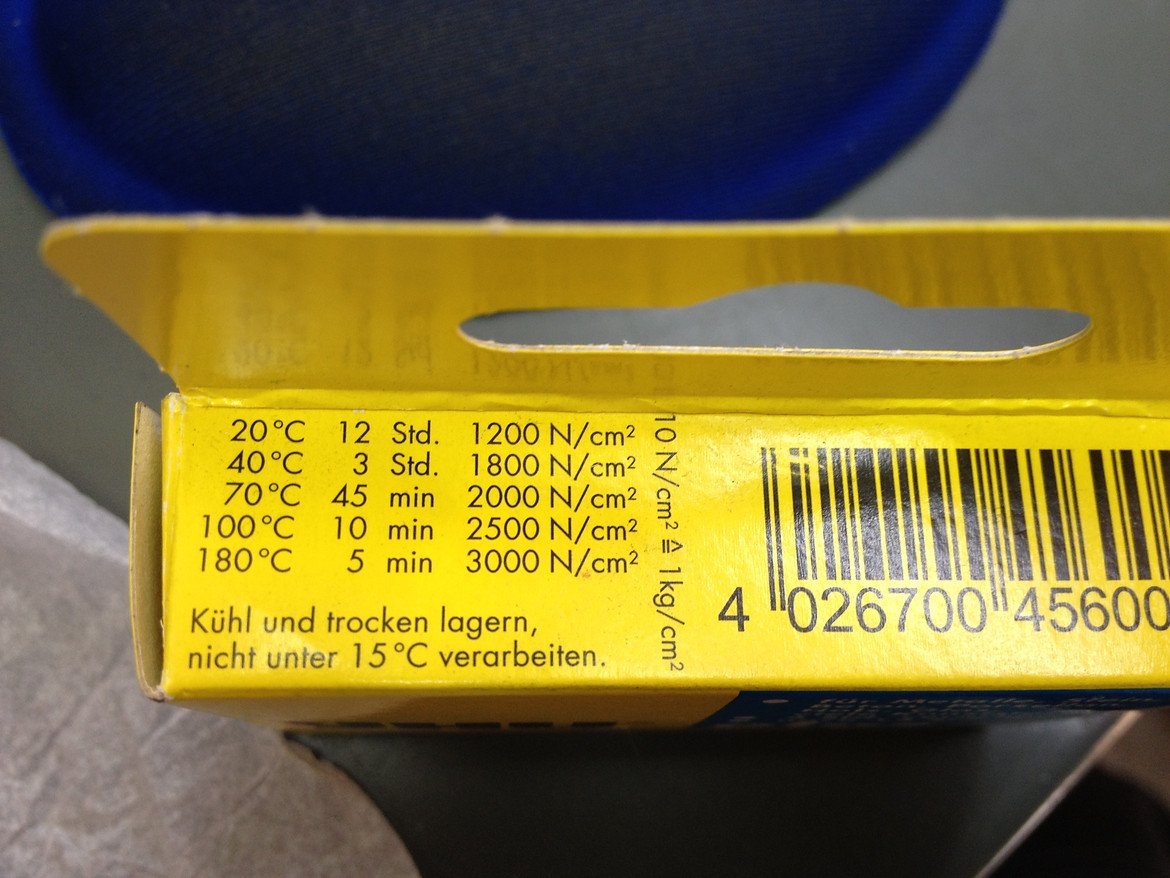 20°C 12 Std. 1200 N/cm²
40°C 3 Std. 1800 N/cm²
70°C 45 min 2000 N/cm²
100°C 10 min 2500 N/cm²
180°C 5 min 3000 N/cm²
10 N/cm² ≙ 1kg/cm²
Kühl und trocken lagern,
nicht unter 15°C verarbeiten.
4 026700 45600